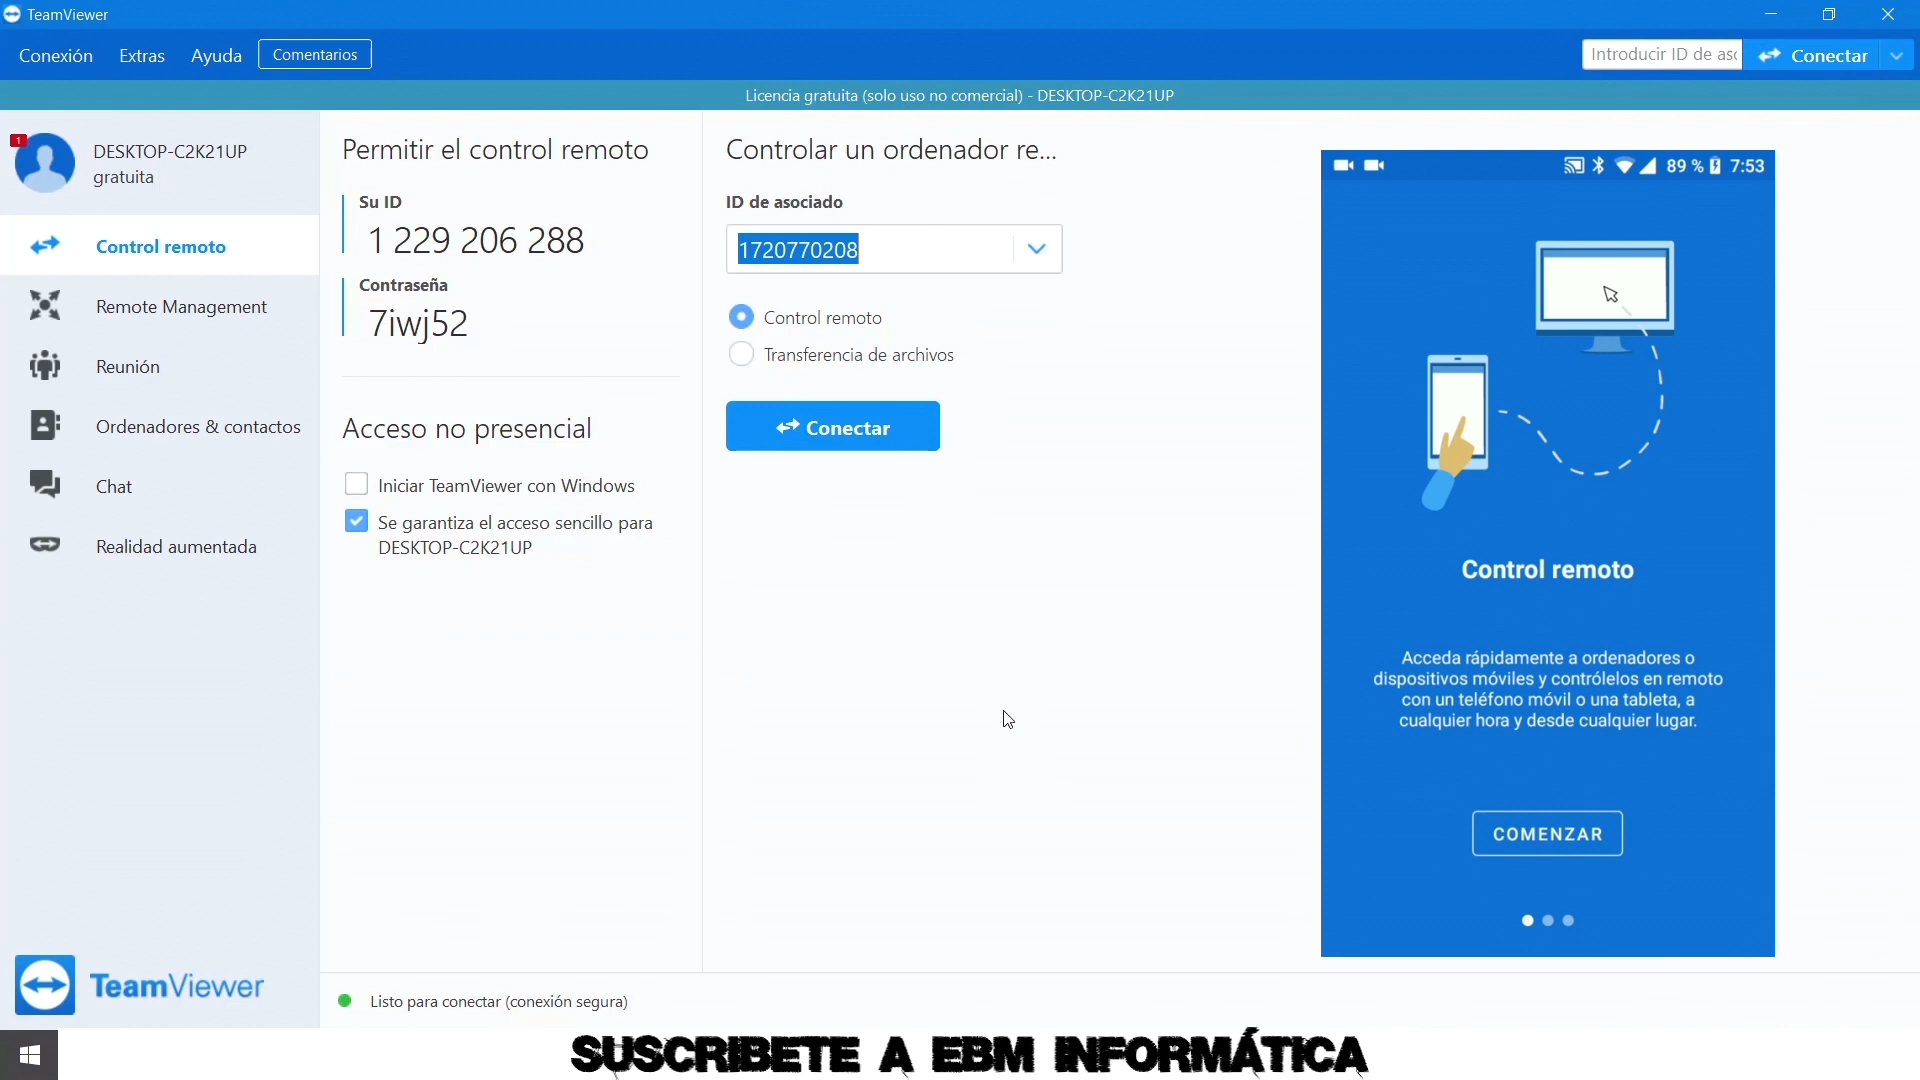 TeamViewer
Conexión Extras Ayuda Comentarios
Introducir ID de aso
Conectar
Licencia gratuita (solo uso no comercial) - DESKTOP-C2K21UP
1
DESKTOP-C2K21UP
gratuita
Control remoto
Remote Management
Reunión
Ordenadores & contactos
Chat
Realidad aumentada
TeamViewer
Permitir el control remoto
Su ID
1 229 206 288
Contraseña
7iwj52
Acceso no presencial
Iniciar TeamViewer con Windows
Se garantiza el acceso sencillo para
DESKTOP-C2K21UP
Controlar un ordenador re...
ID de asociado
1720770208
Control remoto
Transferencia de archivos
Conectar
89 % 7:53
Control remoto
Acceda rápidamente a ordenadores o
dispositivos móviles y contrólelos en remoto
con un teléfono móvil o una tableta, a
cualquier hora y desde cualquier lugar.
COMENZAR
Listo para conectar (conexión segura)
SUSCRIBETE A EBM INFORMÁTICA